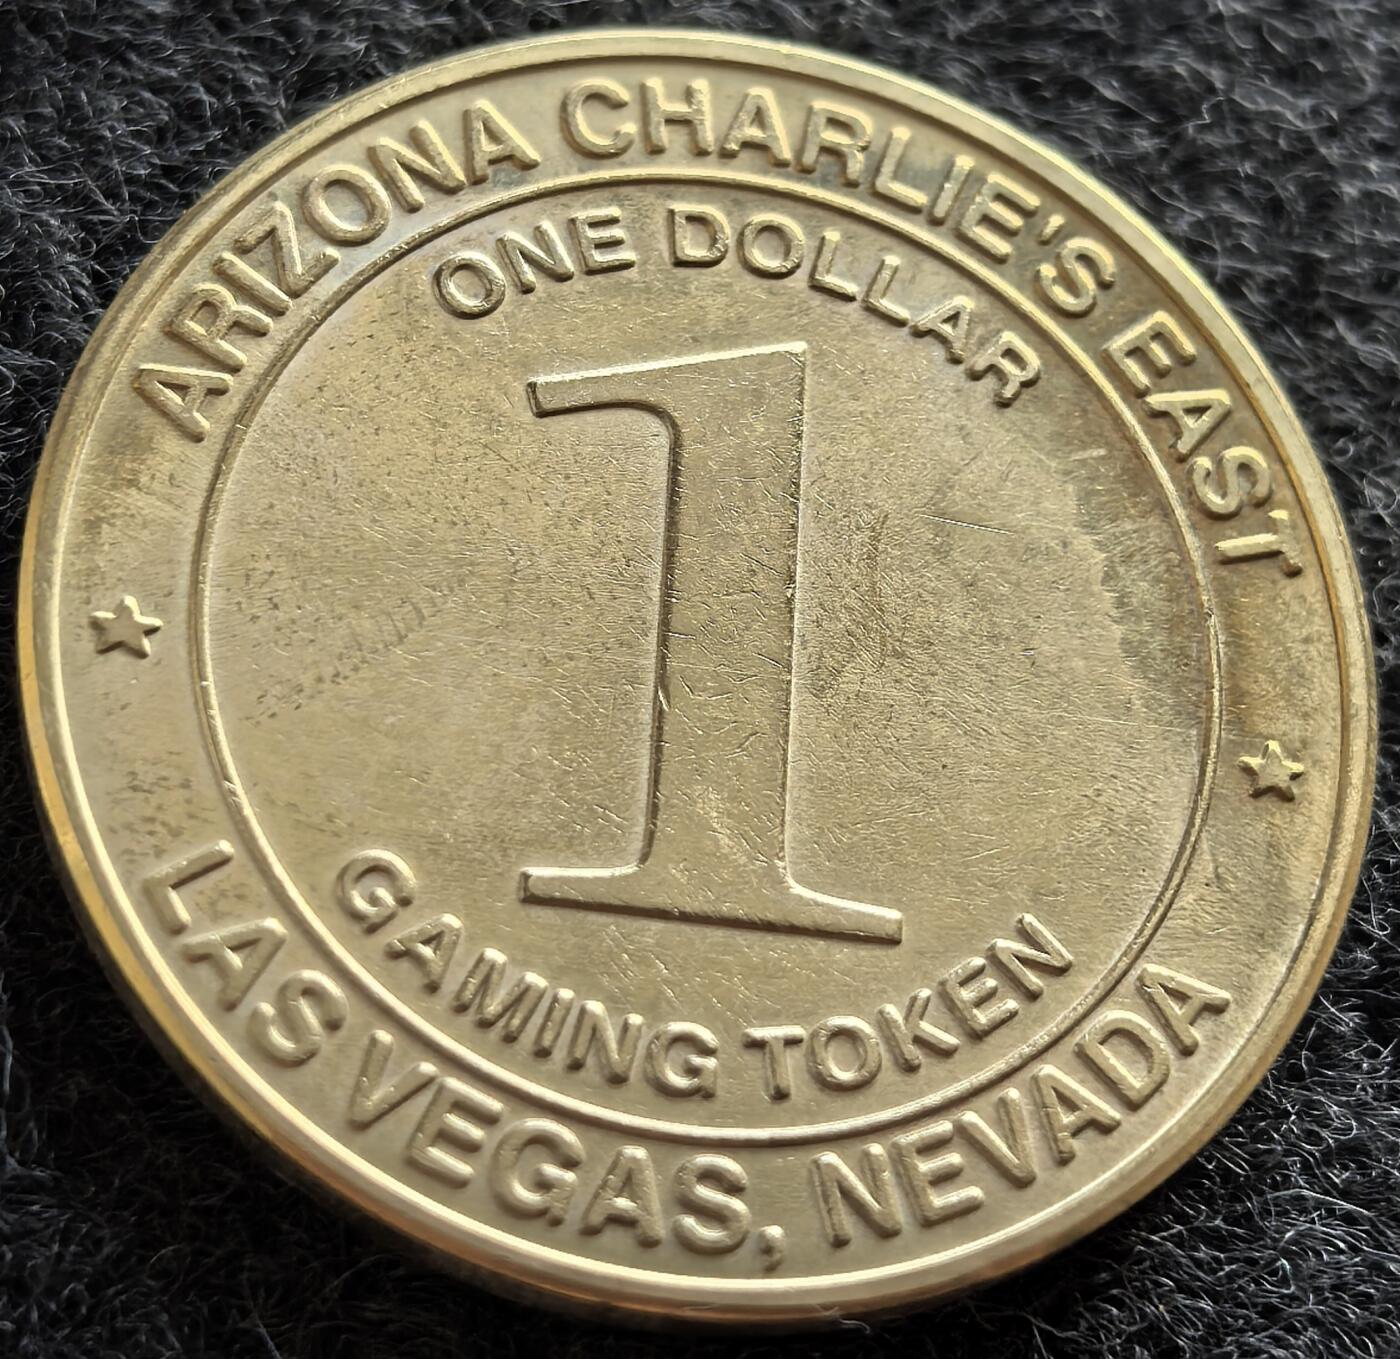 ARIZONA CHARLIE'S EAST
ONE DOLLAR
1
GAMING TOKEN
LAS VEGAS, NEVADA